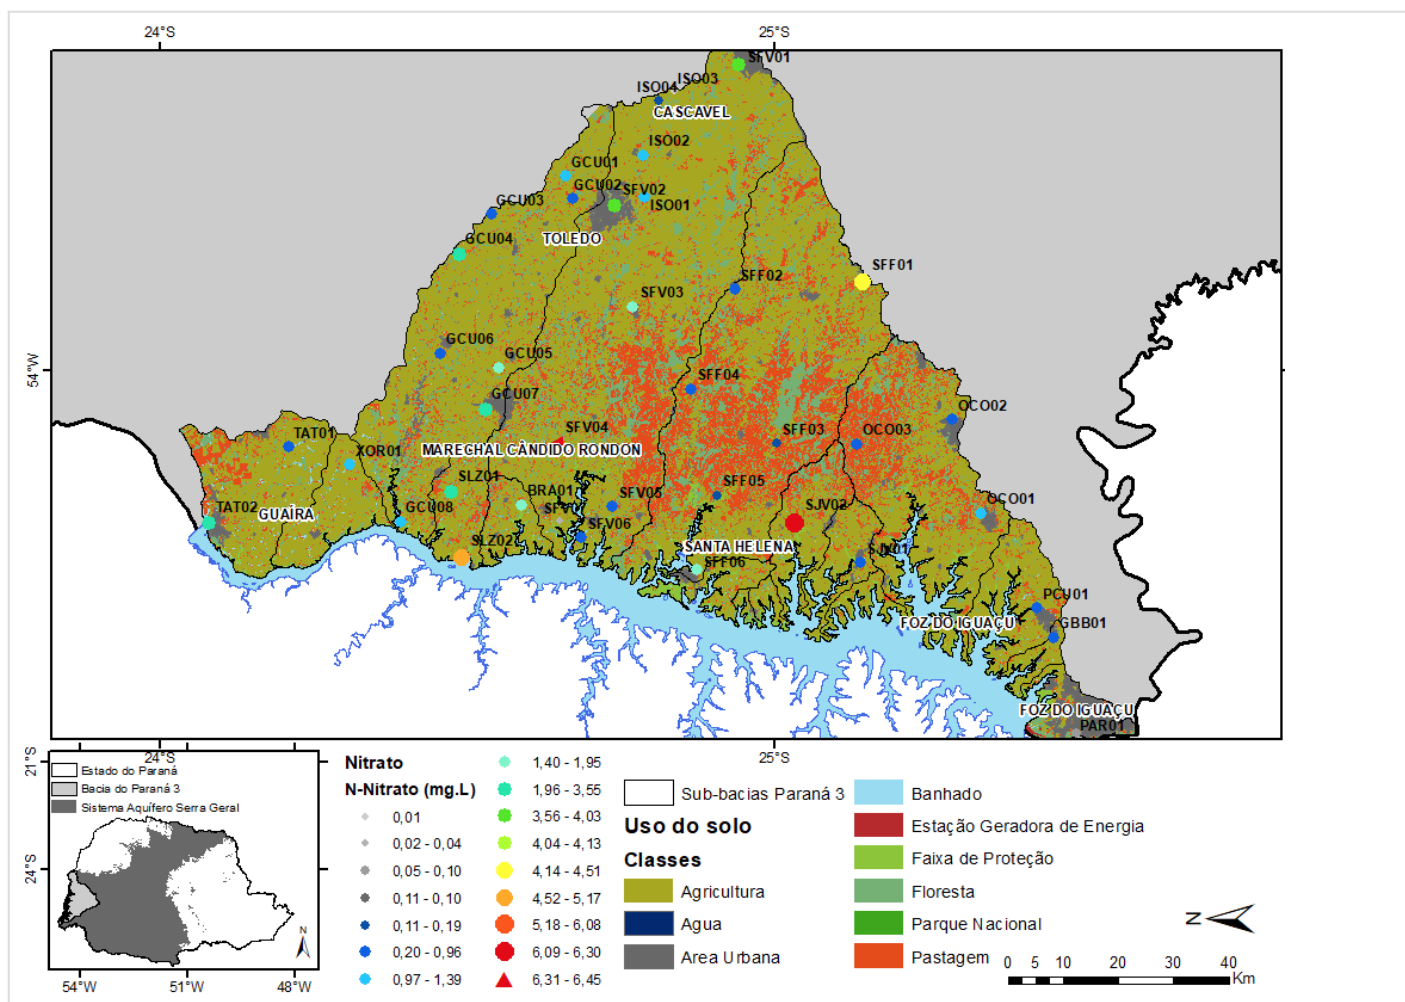 24°S
25°S
SFV01
ISO03
ISO04
CASCAVEL
ISO02
GCU01
GCU02
SFV02
GCU03
ISO01
TOLEDO
GCU04
SFF01
SFF02
SFV03
GCU06
GCU05
54°W
SFF04
GCU07
OCO02
SFV04
SFF03
OCO03
TAT01
XOR01
MARECHAL CÂNDIDO RONDON
SLZ01
SFF05
BRA01
OCO01
TAT02
GUAÍRA
GCU08
SFV
SFV05
SJV02
SFV06
SLZ02
SANTA HELENA
SFF06
SJV01
PCU01
FOZ DO IGUAÇU
GBB01
FOZ DO IGUAÇU
PAR01
24°S
25°S
21°S
24°S
Estado do Paraná
Bacia do Paraná 3
Sistema Aquífero Serra Geral
N
54°W
51°W
48°W
Nitrato
N-Nitrato (mg.L)
0,01
0,02 - 0,04
0,05 - 0,10
0,11 - 0,10
0,11 - 0,19
0,20 - 0,96
0,97 - 1,39
1,40 - 1,95
1,96 - 3,55
3,56 - 4,03
4,04 - 4,13
4,14 - 4,51
4,52 - 5,17
5,18 - 6,08
6,09 - 6,30
6,31 - 6,45
Sub-bacias Paraná 3
Uso do solo
Classes
Agricultura
Agua
Area Urbana
Banhado
Estação Geradora de Energia
Faixa de Proteção
Floresta
Parque Nacional
Pastagem
N
0 5 10 20 30 40
Km